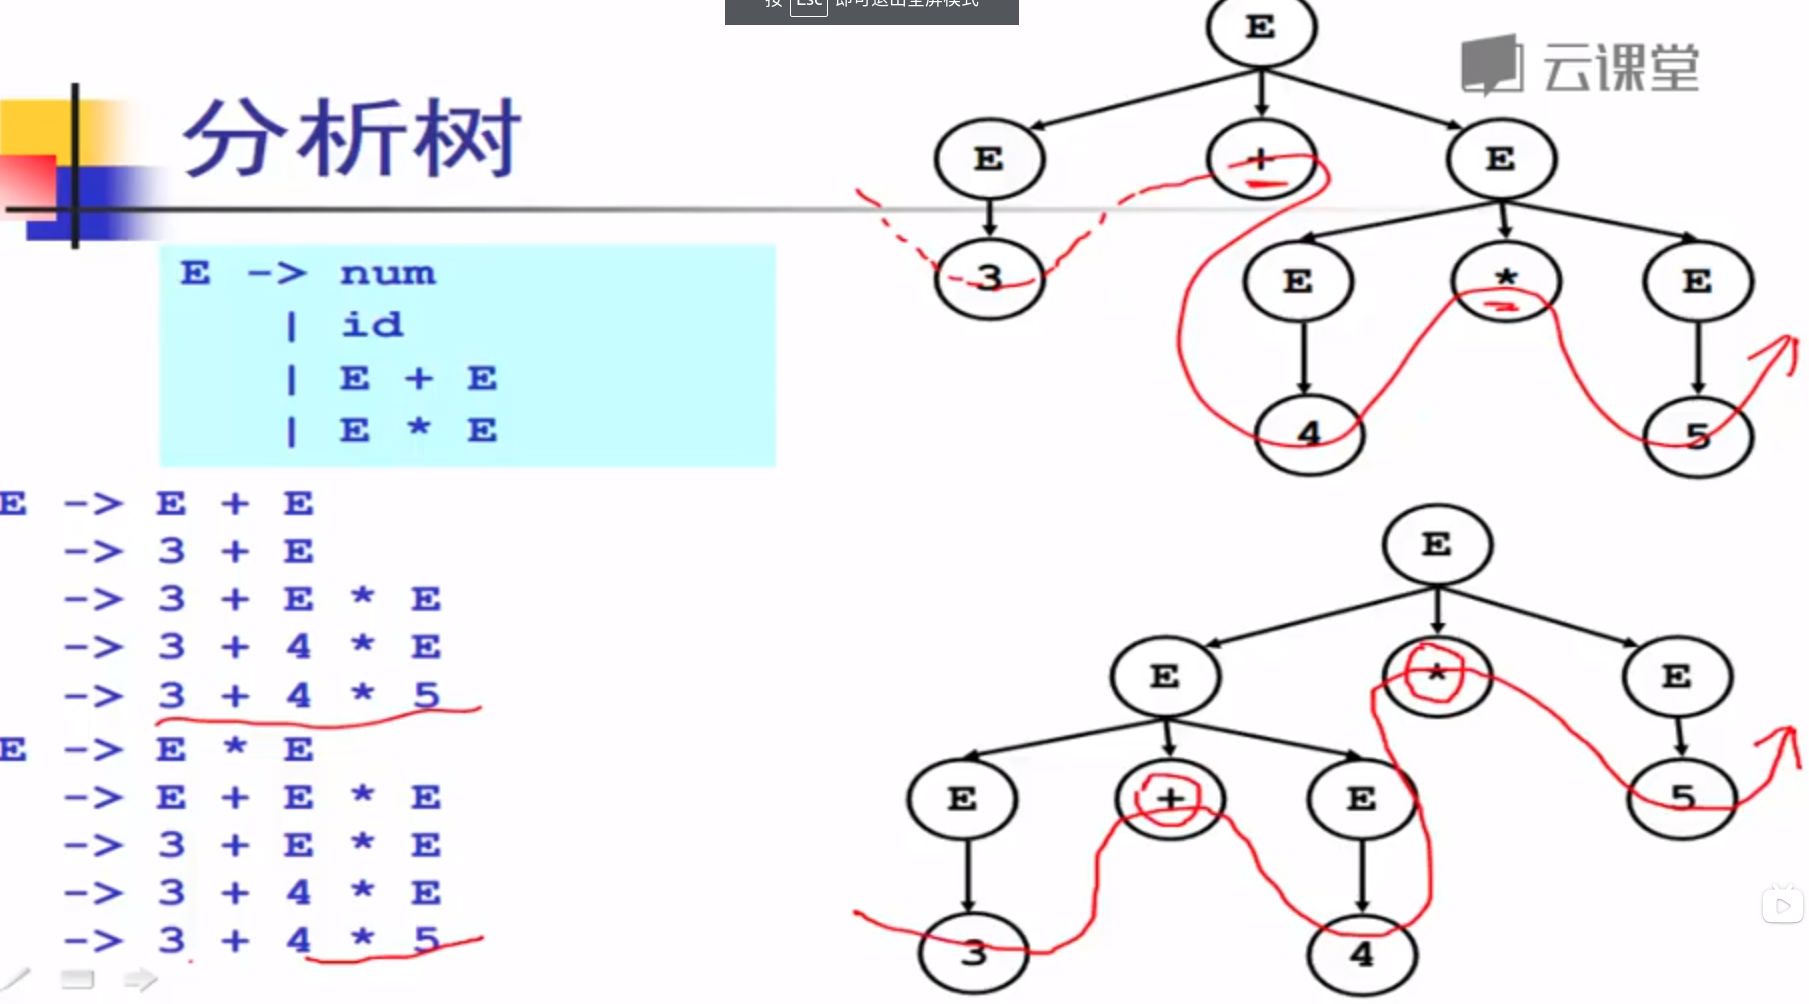 按 Esc 即可退出全屏模式
云课堂
分析树
E -> num
| id
| E + E
| E * E
E -> E + E
-> 3 + E
-> 3 + E * E
-> 3 + 4 * E
-> 3 + 4 * 5
E -> E * E
-> E + E * E
-> 3 + E * E
-> 3 + 4 * E
-> 3 + 4 * 5
E
E + E
3 E * E
4 5
E
E * E
E + E 5
3 4